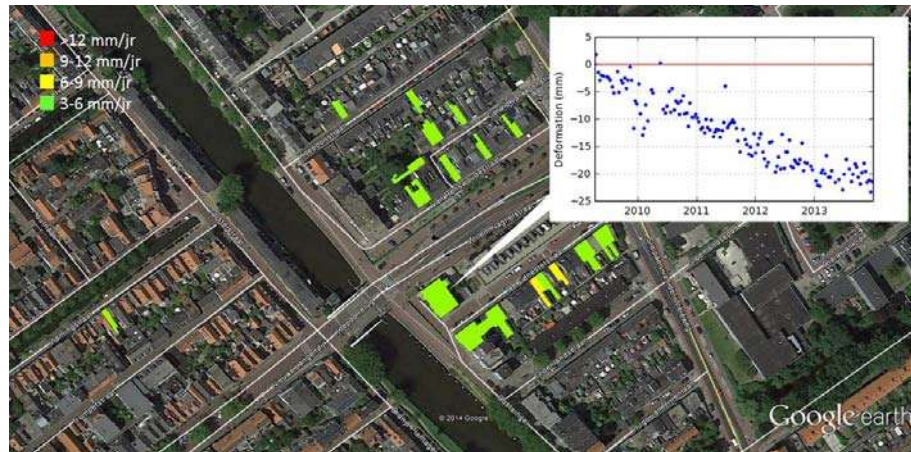 >12 mm/jr
9-12 mm/jr
6-9 mm/jr
3-6 mm/jr
Deformation (mm)
5
0
−5
−10
−15
−20
−25
2010
2011
2012
2013
© 2014 Google
Google earth